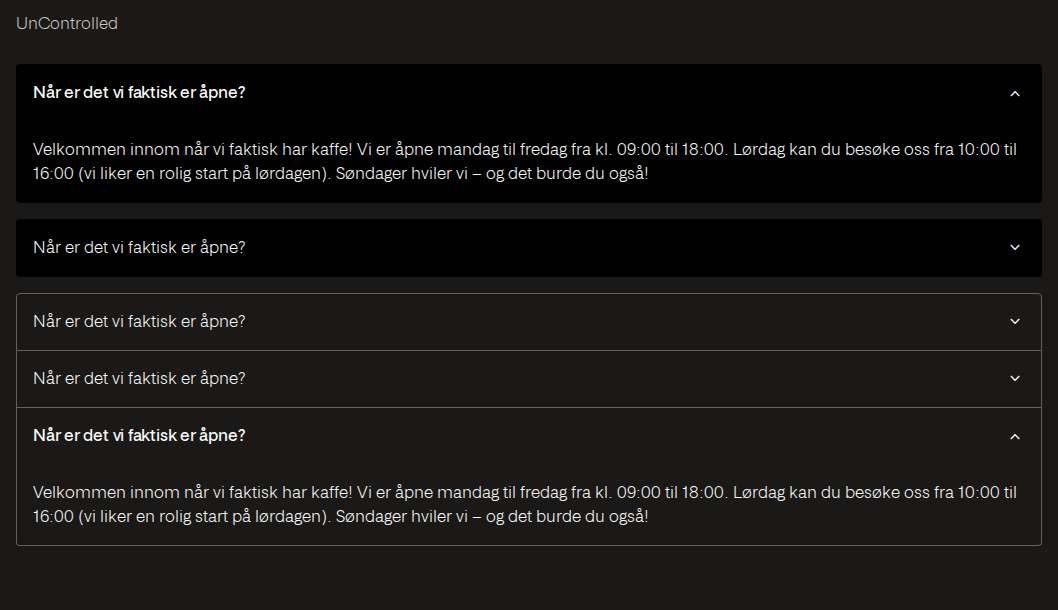 UnControlled
Når er det vi faktisk er åpne?
Velkommen innom når vi faktisk har kaffe! Vi er åpne mandag til fredag fra kl. 09:00 til 18:00. Lørdag kan du besøke oss fra 10:00 til
16:00 (vi liker en rolig start på lørdagen). Søndager hviler vi – og det burde du også!
Når er det vi faktisk er åpne?
Når er det vi faktisk er åpne?
Når er det vi faktisk er åpne?
Når er det vi faktisk er åpne?
Velkommen innom når vi faktisk har kaffe! Vi er åpne mandag til fredag fra kl. 09:00 til 18:00. Lørdag kan du besøke oss fra 10:00 til
16:00 (vi liker en rolig start på lørdagen). Søndager hviler vi – og det burde du også!